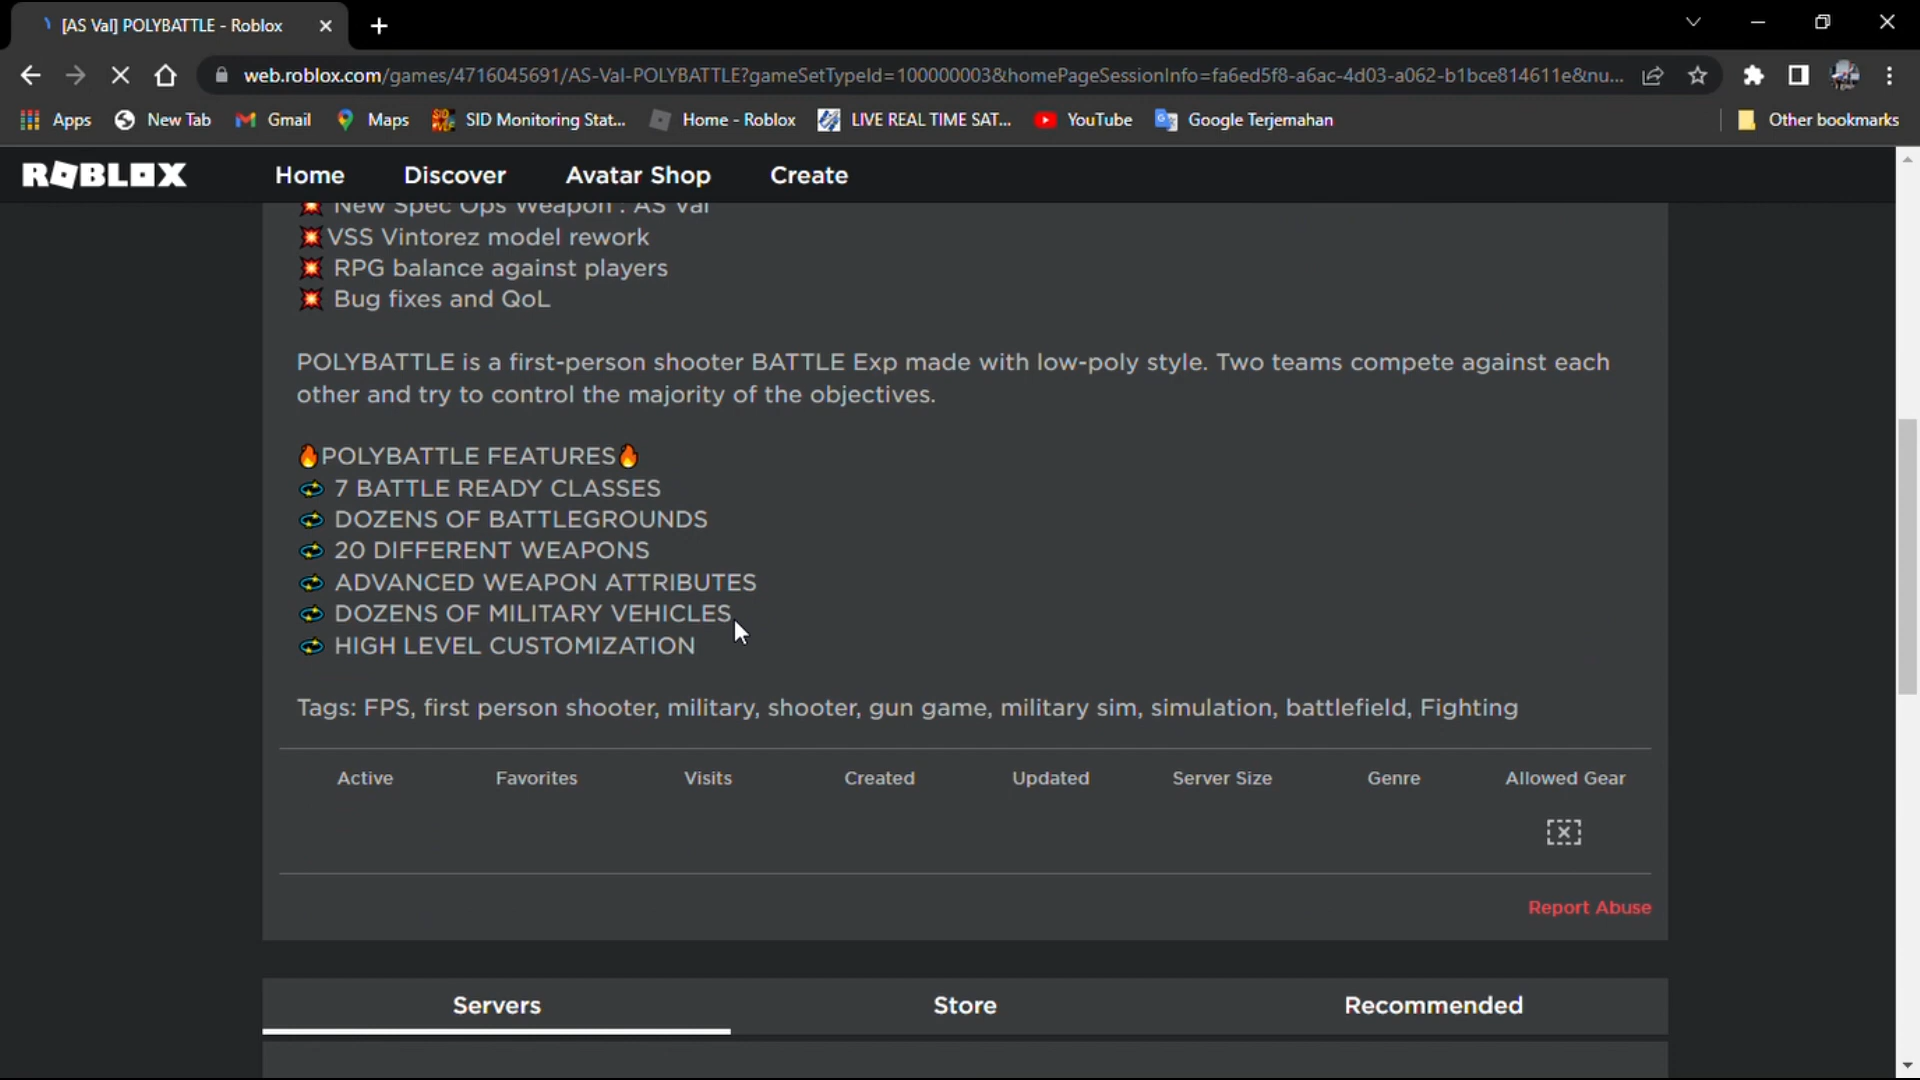 [AS Val] POLYBATTLE - Roblox
web.roblox.com/games/4716045691/AS-Val-POLYBATTLE?gameSetTypeId=100000003&homePageSessionInfo=fa6ed5f8-a6ac-4d03-a062-b1bce814611e&nu...
Apps New Tab Gmail Maps SID Monitoring Stat... Home - Roblox LIVE REAL TIME SAT... YouTube Google Terjemahan Other bookmarks
ROBLOX Home Discover Avatar Shop Create
💥 New Spec Ops Weapon : AS Val
💥VSS Vintorez model rework
💥 RPG balance against players
💥 Bug fixes and QoL
POLYBATTLE is a first-person shooter BATTLE Exp made with low-poly style. Two teams compete against each
other and try to control the majority of the objectives.
🔥POLYBATTLE FEATURES🔥
💫 7 BATTLE READY CLASSES
💫 DOZENS OF BATTLEGROUNDS
💫 20 DIFFERENT WEAPONS
💫 ADVANCED WEAPON ATTRIBUTES
💫 DOZENS OF MILITARY VEHICLES
💫 HIGH LEVEL CUSTOMIZATION
Tags: FPS, first person shooter, military, shooter, gun game, military sim, simulation, battlefield, Fighting
Active Favorites Visits Created Updated Server Size Genre Allowed Gear
Report Abuse
Servers Store Recommended